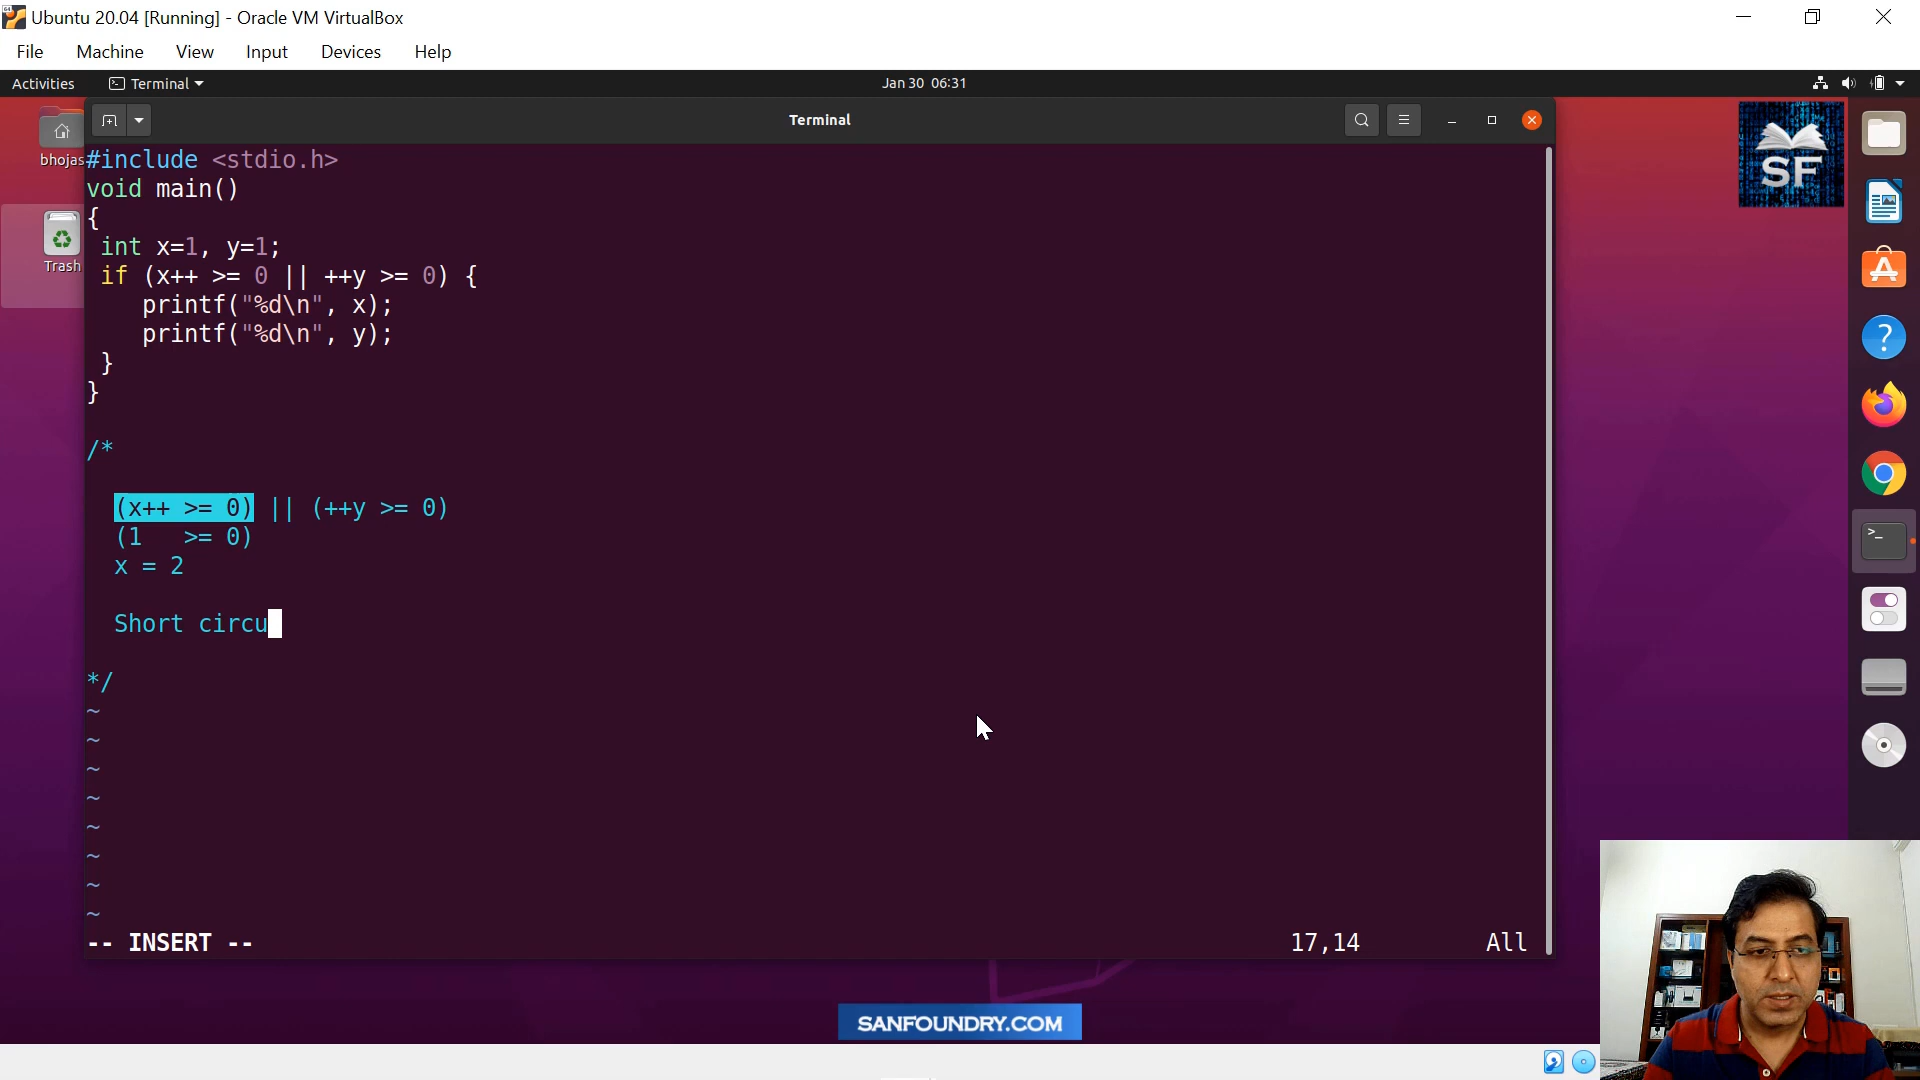 Ubuntu 20.04 [Running] - Oracle VM VirtualBox
File Machine View Input Devices Help
Activities Terminal Jan 30 06:31
Terminal
bhojas
Trash
SF
#include <stdio.h>
void main()
{
int x=1, y=1;
if (x++ >= 0 || ++y >= 0) {
printf("%d\n", x);
printf("%d\n", y);
}
}
/*
(x++ >= 0) || (++y >= 0)
(1 >= 0)
x = 2
Short circu
*/
~
~
~
~
~
~
~
~
-- INSERT -- 17,14 All
SANFOUNDRY.COM